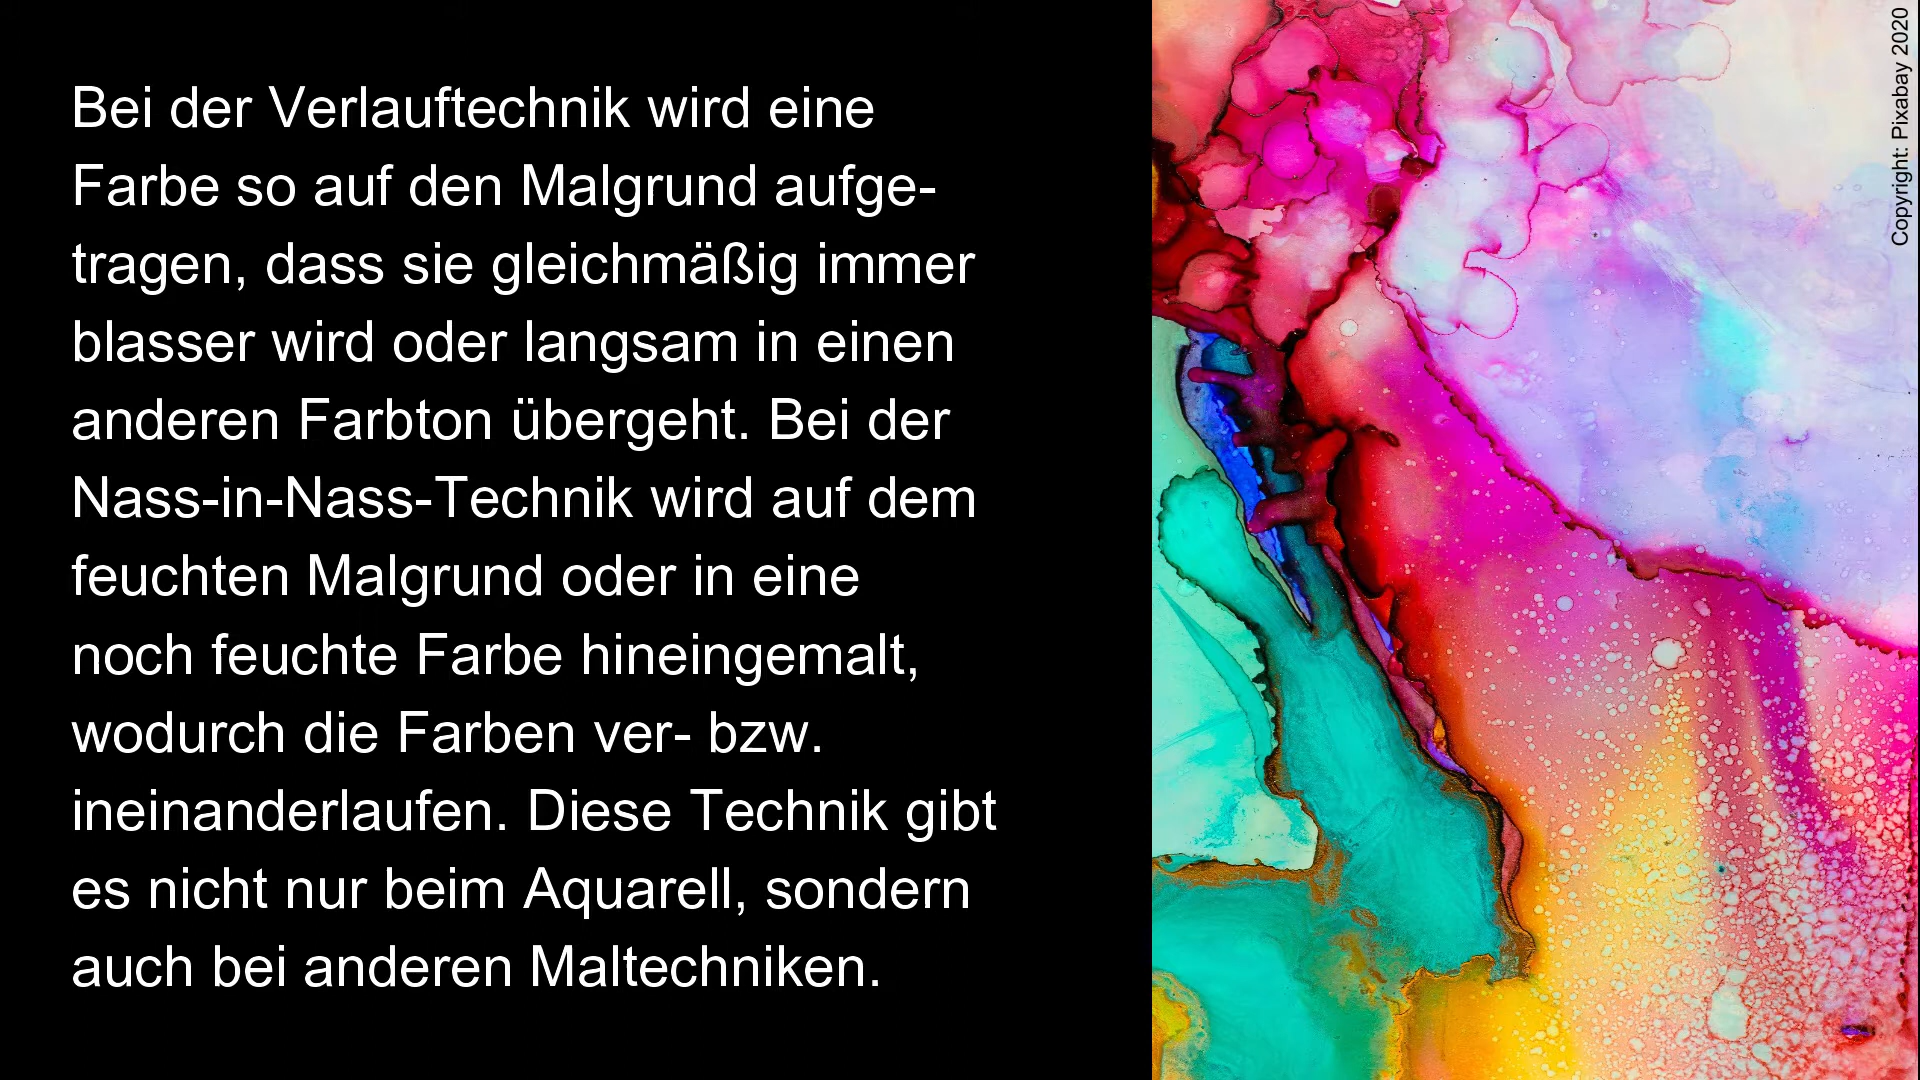 Bei der Verlauftechnik wird eine
Farbe so auf den Malgrund aufge-
tragen, dass sie gleichmäßig immer
blasser wird oder langsam in einen
anderen Farbton übergeht. Bei der
Nass-in-Nass-Technik wird auf dem
feuchten Malgrund oder in eine
noch feuchte Farbe hineingemalt,
wodurch die Farben ver- bzw.
ineinanderlaufen. Diese Technik gibt
es nicht nur beim Aquarell, sondern
auch bei anderen Maltechniken.
Copyright: Pixabay 2020